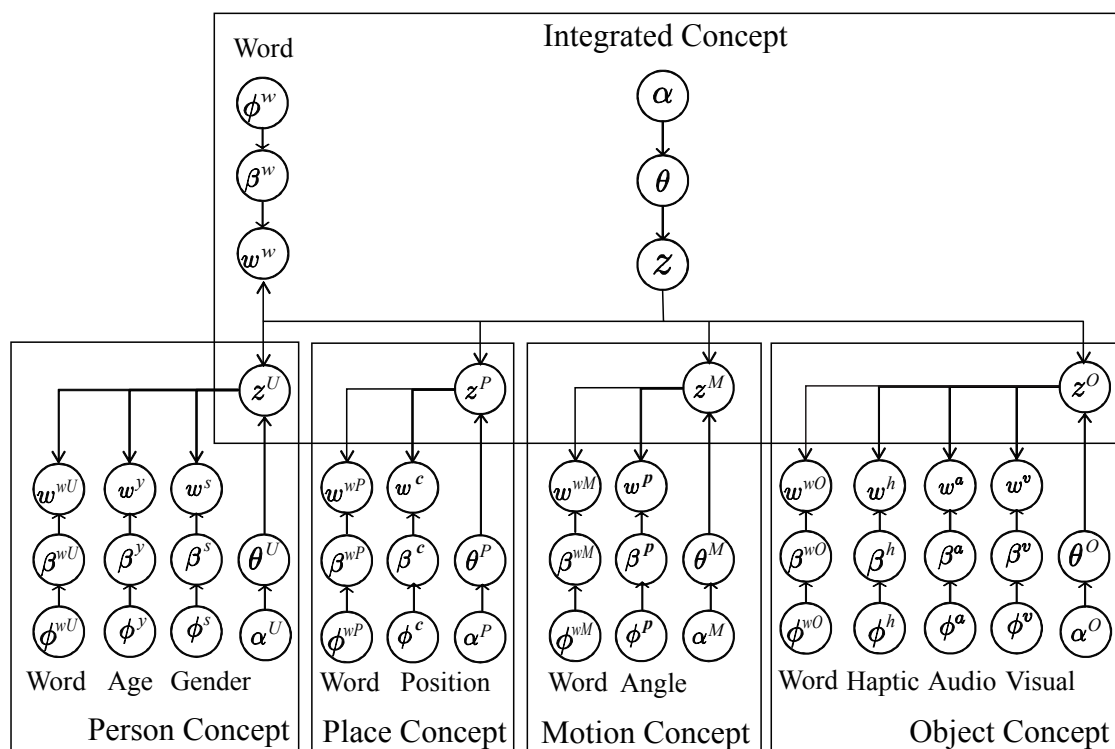 Integrated Concept
Word
α
ϕ^w
β^w
θ
w^w
z
z^U z^P z^M z^O
w^{wU} w^y w^s w^{wP} w^c w^{wM} w^p w^{wO} w^h w^a w^v
β^{wU} β^y β^s θ^U β^{wP} β^c θ^P β^{wM} β^p θ^M β^{wO} β^h β^a β^v θ^O
ϕ^{wU} ϕ^y ϕ^s α^U ϕ^{wP} ϕ^c α^P ϕ^{wM} ϕ^p α^M ϕ^{wO} ϕ^h ϕ^a ϕ^v α^O
Word Age Gender Word Position Word Angle Word Haptic Audio Visual
Person Concept Place Concept Motion Concept Object Concept